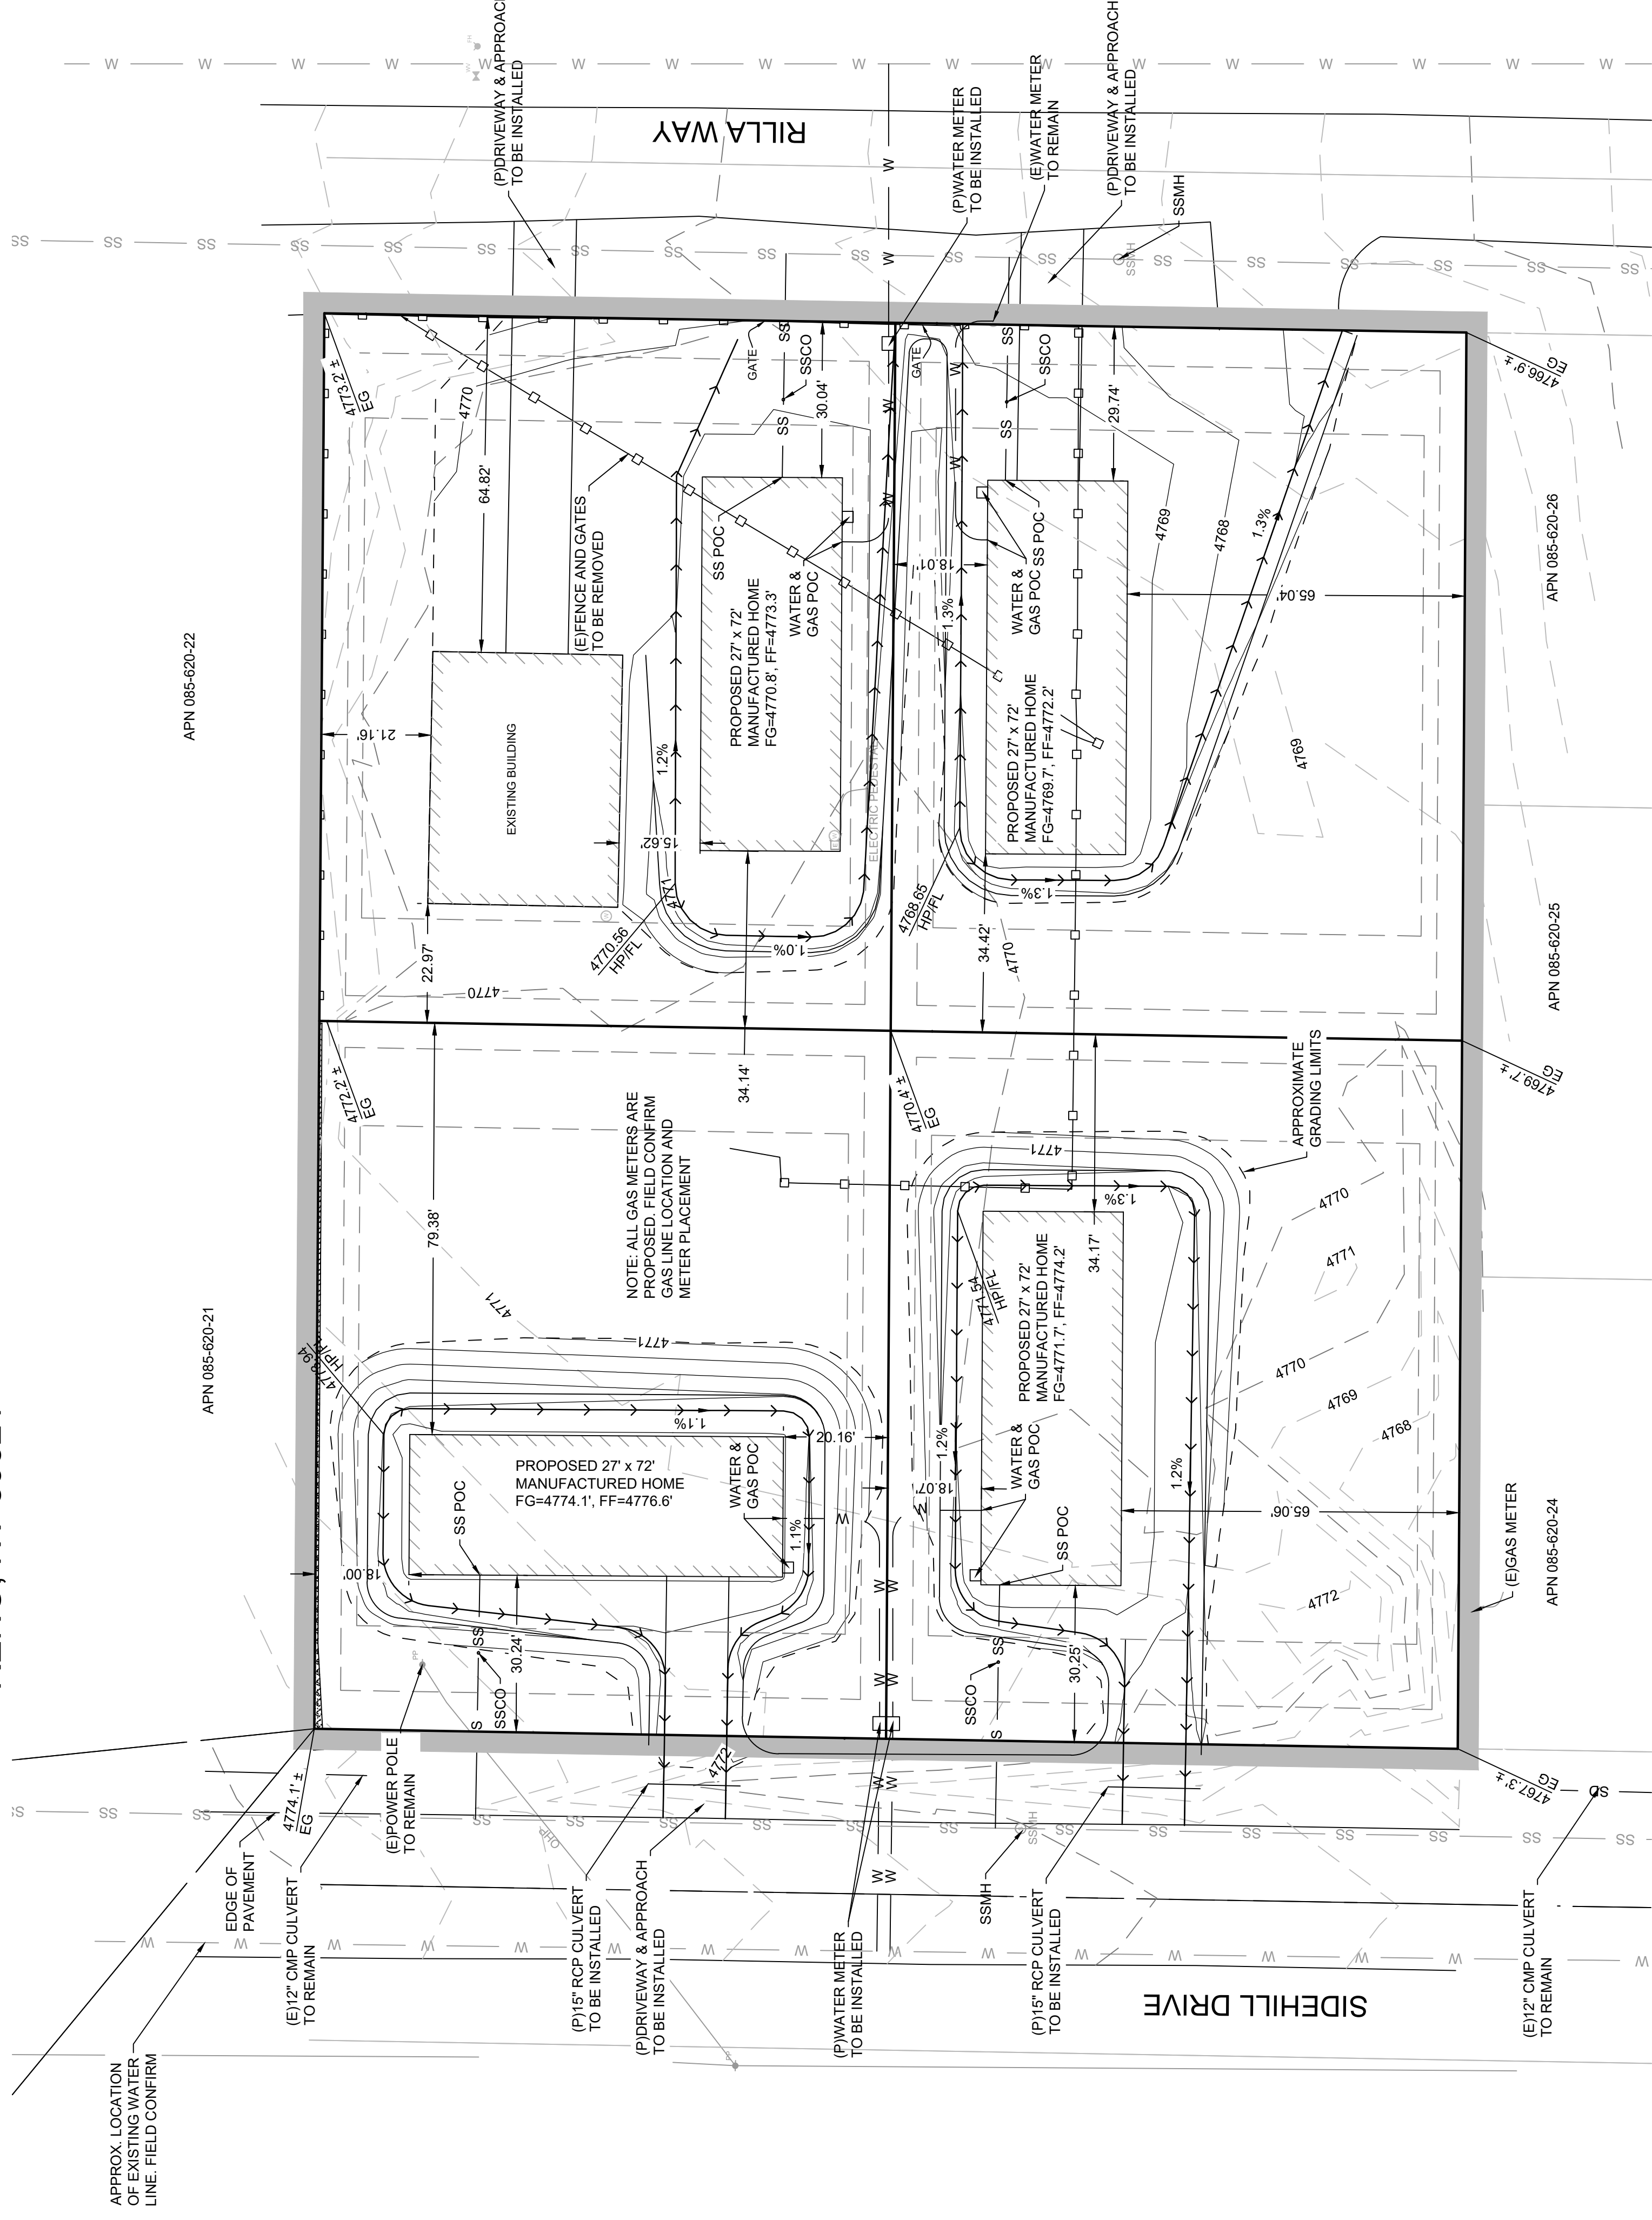 RILLA WAY
(P)DRIVEWAY & APPROACH
TO BE INSTALLED
(P)WATER METER
TO BE INSTALLED
(E)WATER METER
TO REMAIN
(P)DRIVEWAY & APPROACH
TO BE INSTALLED
SSMH
SSMH
4773.2' ±
EG
4770
64.82'
(E)FENCE AND GATES
TO BE REMOVED
GATE
SS
SSCO
SS
30.04'
GATE
SS
SSCO
SS
29.74'
4766.9' ±
EG
APN 085-620-22
21.16'
EXISTING BUILDING
22.97'
15.62'
1.2%
4771
4770.56
HP/FL
1.0%
4770
SS POC
PROPOSED 27' x 72'
MANUFACTURED HOME
FG=4770.8', FF=4773.3'
WATER &
GAS POC
ELECTRIC PEDESTAL
34.14'
18.01'
1.3%
WATER &
GAS POC
SS POC
PROPOSED 27' x 72'
MANUFACTURED HOME
FG=4769.7', FF=4772.2'
4768.65
HP/FL
1.3%
34.42'
4770
4769
4768
1.3%
65.04'
4769
APN 085-620-26
APN 085-620-25
4769.7' ±
EG
4772.2' ±
EG
4770.4' ±
EG
79.38'
NOTE: ALL GAS METERS ARE
PROPOSED. FIELD CONFIRM
GAS LINE LOCATION AND
METER PLACEMENT
APPROXIMATE
GRADING LIMITS
4771
4771
4771
1.3%
34.17'
4770
4771
4770
4769
4768
4772
APN 085-620-21
HP/FL
1.1%
PROPOSED 27' x 72'
MANUFACTURED HOME
FG=4774.1', FF=4776.6'
SS POC
WATER &
GAS POC
1.1%
20.16'
18.00'
30.24'
SS
SSCO
S
PP
4771.54
HP/FL
PROPOSED 27' x 72'
MANUFACTURED HOME
FG=4771.7', FF=4774.2'
WATER &
GAS POC
SS POC
1.2%
18.07'
1.2%
65.06'
30.25'
SS
SSCO
S
(E)GAS METER
APN 085-620-24
4767.3' ±
EG
SD
4774.1' ±
EG
(E)POWER POLE
TO REMAIN
4772
OHP
SSMH
EDGE OF
PAVEMENT
(E)12" CMP CULVERT
TO REMAIN
(P)15" RCP CULVERT
TO BE INSTALLED
(P)DRIVEWAY & APPROACH
TO BE INSTALLED
(P)WATER METER
TO BE INSTALLED
SSMH
(P)15" RCP CULVERT
TO BE INSTALLED
(E)12" CMP CULVERT
TO REMAIN
SIDEHILL DRIVE
APPROX. LOCATION
OF EXISTING WATER
LINE. FIELD CONFIRM